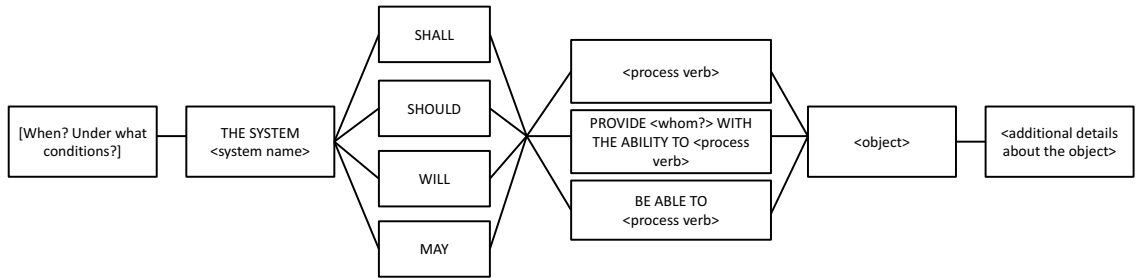 [When? Under what
conditions?]
THE SYSTEM
<system name>
SHALL
SHOULD
WILL
MAY
<process verb>
PROVIDE <whom?> WITH
THE ABILITY TO <process
verb>
BE ABLE TO
<process verb>
<object>
<additional details
about the object>